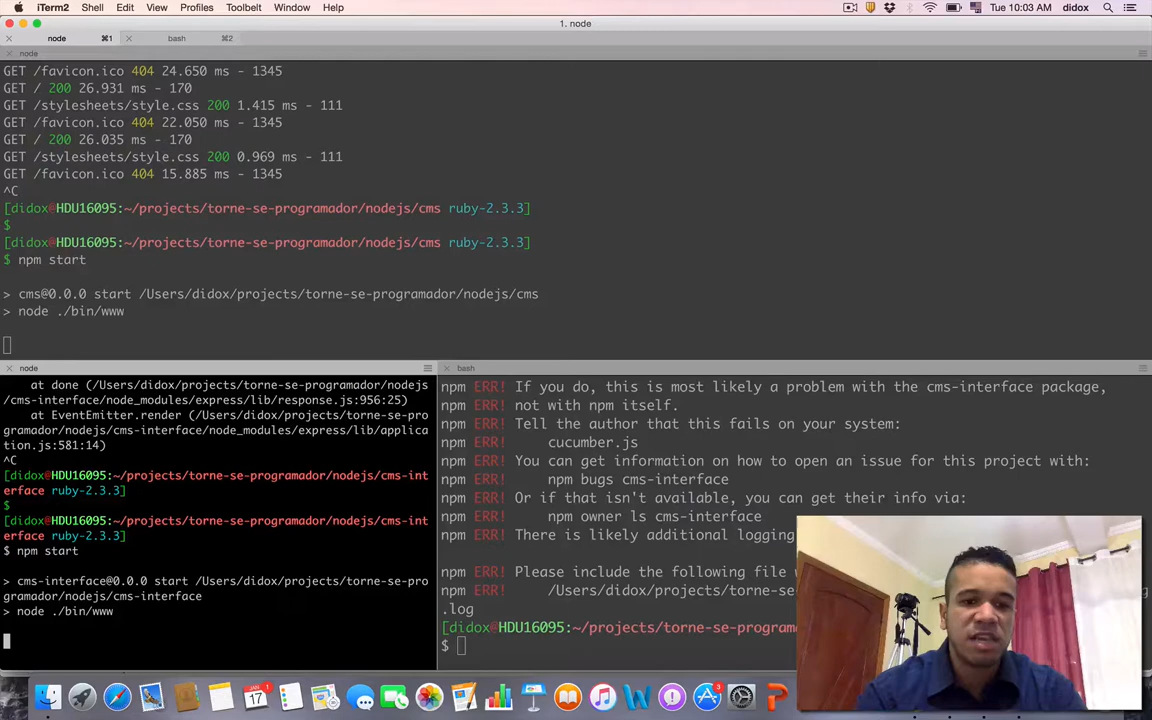 iTerm2 Shell Edit View Profiles Toolbelt Window Help Tue 10:03 AM didox
1. node
node ⌘1 bash ⌘2
node
GET /favicon.ico 404 24.650 ms - 1345
GET / 200 26.931 ms - 170
GET /stylesheets/style.css 200 1.415 ms - 111
GET /favicon.ico 404 22.050 ms - 1345
GET / 200 26.035 ms - 170
GET /stylesheets/style.css 200 0.969 ms - 111
GET /favicon.ico 404 15.885 ms - 1345
^C
[didox@HDU16095:~/projects/torne-se-programador/nodejs/cms ruby-2.3.3]
$
[didox@HDU16095:~/projects/torne-se-programador/nodejs/cms ruby-2.3.3]
$ npm start
> cms@0.0.0 start /Users/didox/projects/torne-se-programador/nodejs/cms
> node ./bin/www
node
at done (/Users/didox/projects/torne-se-programador/nodejs
/cms-interface/node_modules/express/lib/response.js:956:25)
at EventEmitter.render (/Users/didox/projects/torne-se-pro
gramador/nodejs/cms-interface/node_modules/express/lib/applica
tion.js:581:14)
^C
[didox@HDU16095:~/projects/torne-se-programador/nodejs/cms-int
erface ruby-2.3.3]
$
[didox@HDU16095:~/projects/torne-se-programador/nodejs/cms-int
erface ruby-2.3.3]
$ npm start
> cms-interface@0.0.0 start /Users/didox/projects/torne-se-pro
gramador/nodejs/cms-interface
> node ./bin/www
bash
npm ERR! If you do, this is most likely a problem with the cms-interface package,
npm ERR! not with npm itself.
npm ERR! Tell the author that this fails on your system:
npm ERR! cucumber.js
npm ERR! You can get information on how to open an issue for this project with:
npm ERR! npm bugs cms-interface
npm ERR! Or if that isn't available, you can get their info via:
npm ERR! npm owner ls cms-interface
npm ERR! There is likely additional logging
npm ERR! Please include the following file
npm ERR! /Users/didox/projects/torne-se-pro
.log
[didox@HDU16095:~/projects/torne-se-program
$
JAN
17
1
3